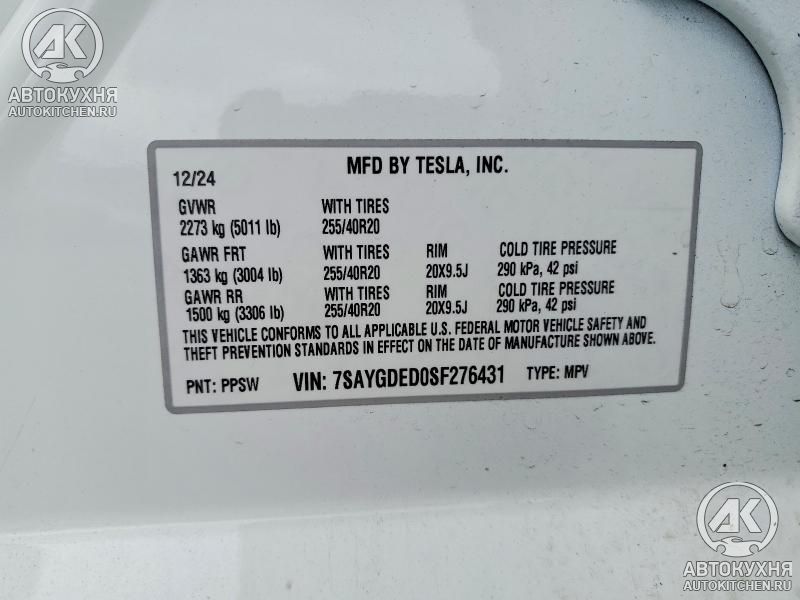 АК
АВТОКУХНЯ
AUTOKITCHEN.RU
MFD BY TESLA, INC.
12/24
GVWR WITH TIRES
2273 kg (5011 lb) 255/40R20
GAWR FRT WITH TIRES RIM COLD TIRE PRESSURE
1363 kg (3004 lb) 255/40R20 20X9.5J 290 kPa, 42 psi
GAWR RR WITH TIRES RIM COLD TIRE PRESSURE
1500 kg (3306 lb) 255/40R20 20X9.5J 290 kPa, 42 psi
THIS VEHICLE CONFORMS TO ALL APPLICABLE U.S. FEDERAL MOTOR VEHICLE SAFETY AND
THEFT PREVENTION STANDARDS IN EFFECT ON THE DATE OF MANUFACTURE SHOWN ABOVE.
PNT: PPSW VIN: 7SAYGDED0SF276431 TYPE: MPV
АК
АВТОКУХНЯ
AUTOKITCHEN.RU